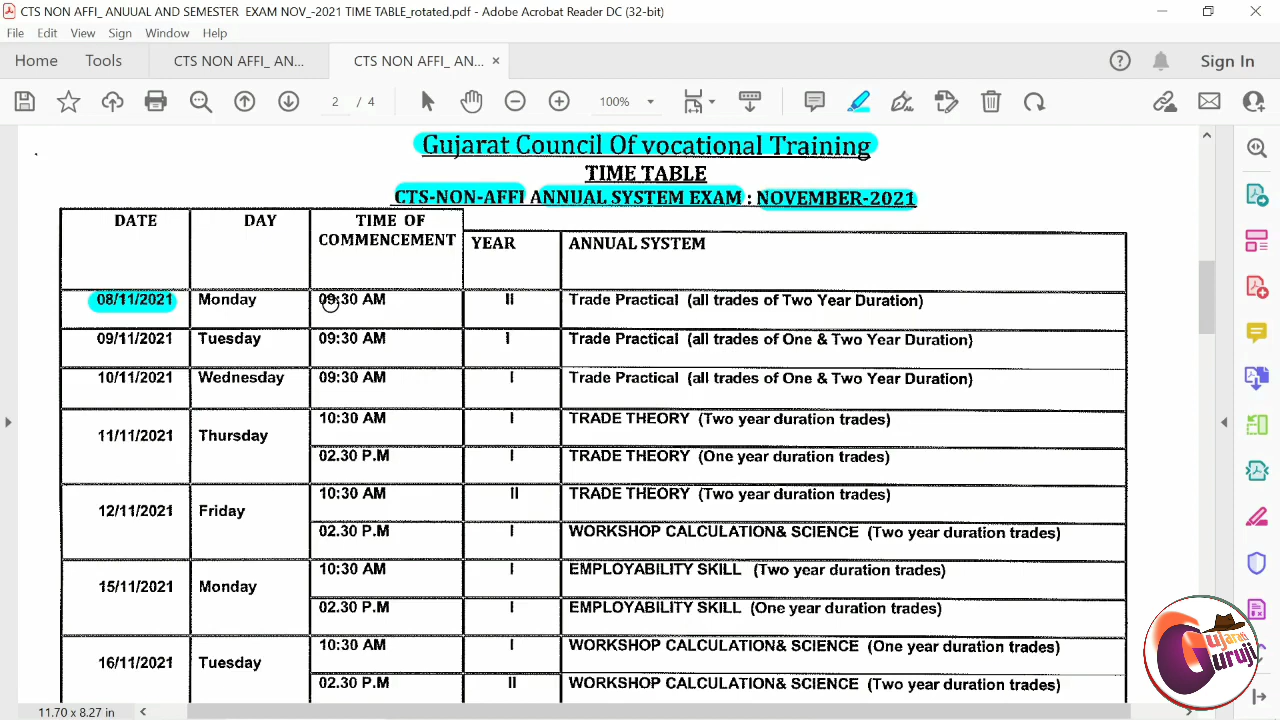 CTS NON AFFI_ ANUUAL AND SEMESTER  EXAM NOV_-2021 TIME TABLE_rotated.pdf - Adobe Acrobat Reader DC (32-bit)
File Edit View Sign Window Help
Home Tools CTS NON AFFI_ AN... CTS NON AFFI_ AN... × Sign In
2 / 4 100%
Gujarat Council Of vocational Training
TIME TABLE
CTS-NON-AFFI ANNUAL SYSTEM EXAM : NOVEMBER-2021
DATE DAY TIME OF COMMENCEMENT YEAR ANNUAL SYSTEM
08/11/2021 Monday 09:30 AM II Trade Practical (all trades of Two Year Duration)
09/11/2021 Tuesday 09:30 AM I Trade Practical (all trades of One & Two Year Duration)
10/11/2021 Wednesday 09:30 AM I Trade Practical (all trades of One & Two Year Duration)
11/11/2021 Thursday 10:30 AM I TRADE THEORY (Two year duration trades)
02.30 P.M I TRADE THEORY (One year duration trades)
12/11/2021 Friday 10:30 AM II TRADE THEORY (Two year duration trades)
02.30 P.M I WORKSHOP CALCULATION& SCIENCE (Two year duration trades)
15/11/2021 Monday 10:30 AM I EMPLOYABILITY SKILL (Two year duration trades)
02.30 P.M I EMPLOYABILITY SKILL (One year duration trades)
16/11/2021 Tuesday 10:30 AM I WORKSHOP CALCULATION& SCIENCE (One year duration trades)
02.30 P.M II WORKSHOP CALCULATION& SCIENCE (Two year duration trades)
Gujarati
Guruji
11.70 x 8.27 in